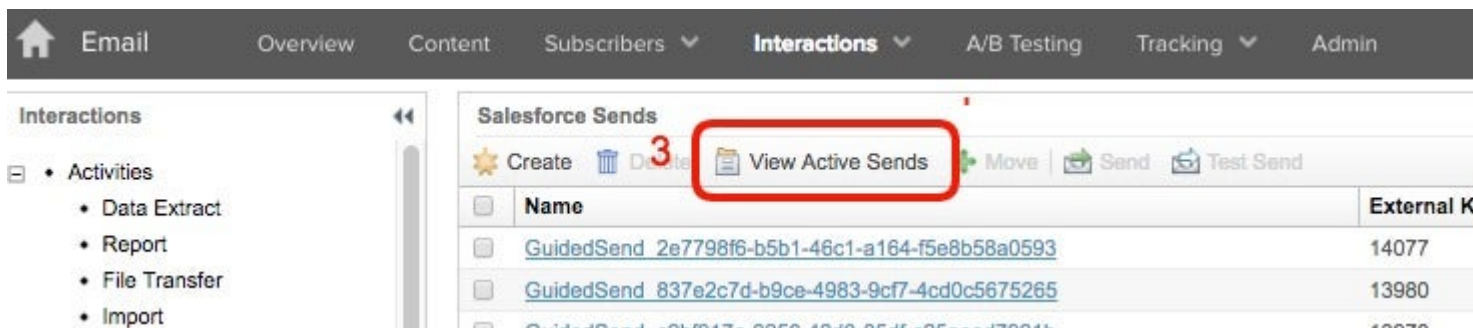 Email Overview Content Subscribers Interactions A/B Testing Tracking Admin
Interactions
Activities
Data Extract
Report
File Transfer
Import
Salesforce Sends
3
Create Delete View Active Sends Move Send Test Send
Name External K
GuidedSend_2e7798f6-b5b1-46c1-a164-f5e8b58a0593 14077
GuidedSend_837e2c7d-b9ce-4983-9cf7-4cd0c5675265 13980